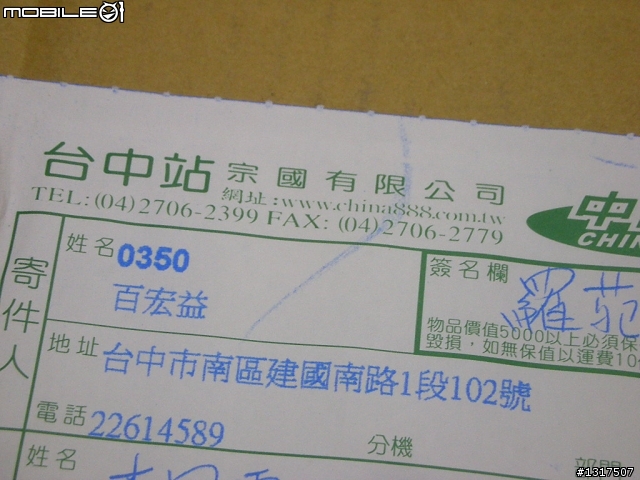 MOBILE01
台中站 宗國有限公司
網址:www.china888.com.tw
TEL:(04)2706-2399 FAX: (04)2706-2779
CHIN
寄件人
姓名 0350
百宏益
簽名欄
羅苑
物品價值5000以上必須保
毀損,如無保值以運費10
地址 台中市南區建國南路1段102號
電話 22614589
分機
姓名
#1317507